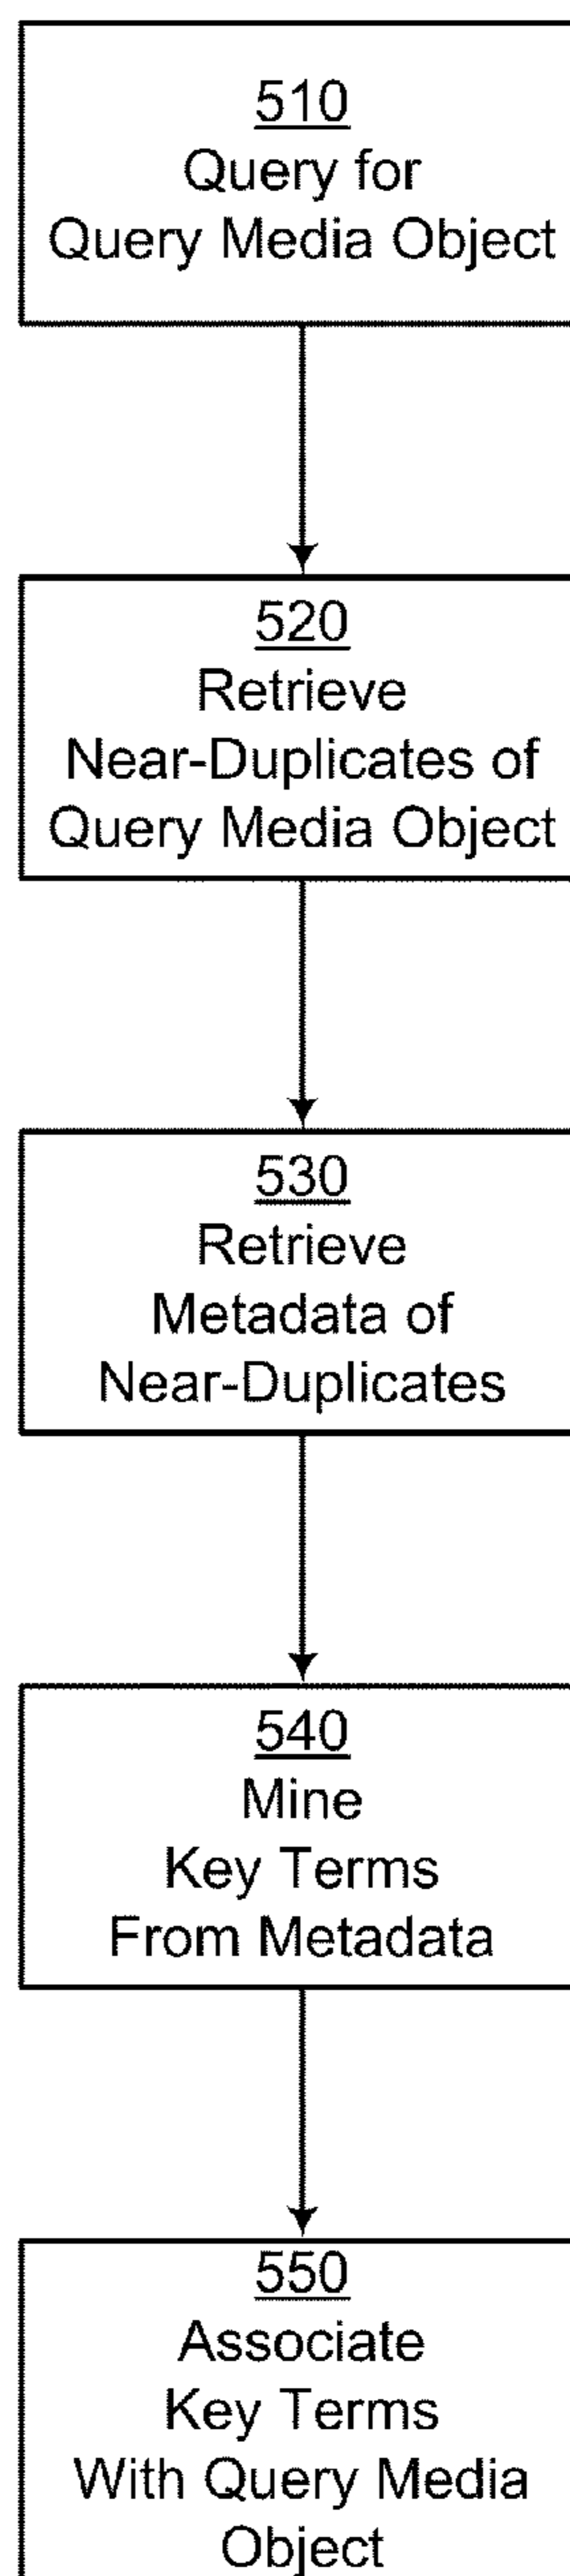 510
Query for
Query Media Object
520
Retrieve
Near-Duplicates of
Query Media Object
530
Retrieve
Metadata of
Near-Duplicates
540
Mine
Key Terms
From Metadata
550
Associate
Key Terms
With Query Media
Object